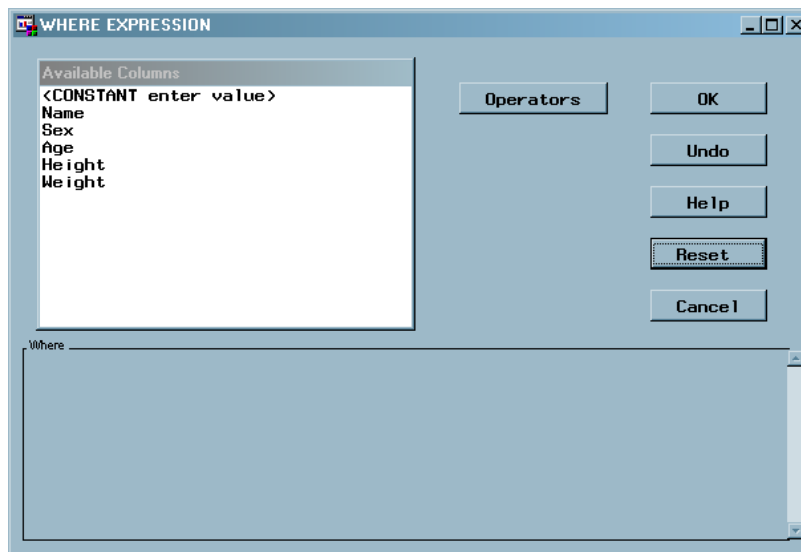 WHERE EXPRESSION
Available Columns
<CONSTANT enter value>
Name
Sex
Age
Height
Weight
Operators
OK
Undo
Help
Reset
Cancel
Where